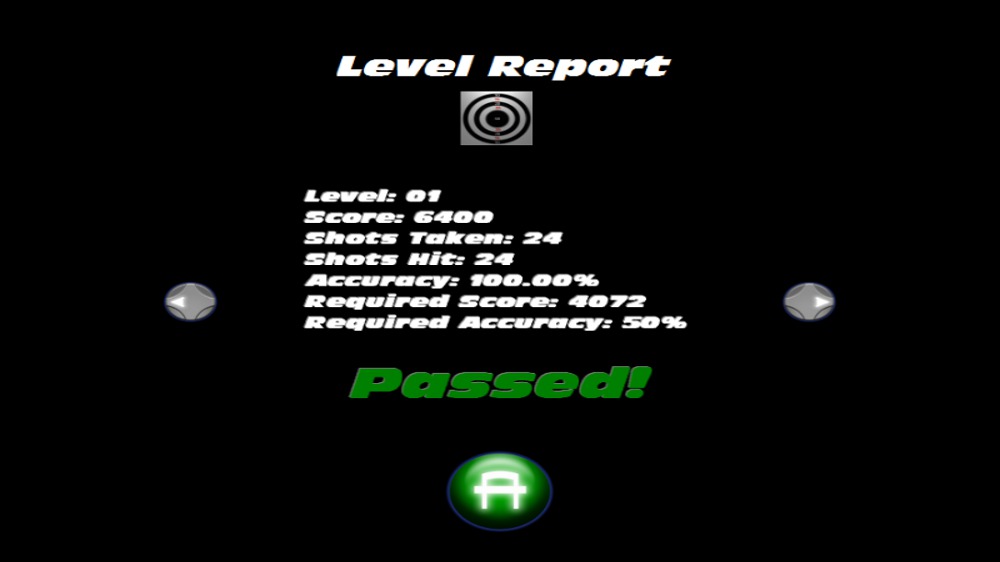 Level Report
Level: 01
Score: 6400
Shots Taken: 24
Shots Hit: 24
Accuracy: 100.00%
Required Score: 4072
Required Accuracy: 50%
Passed!
A